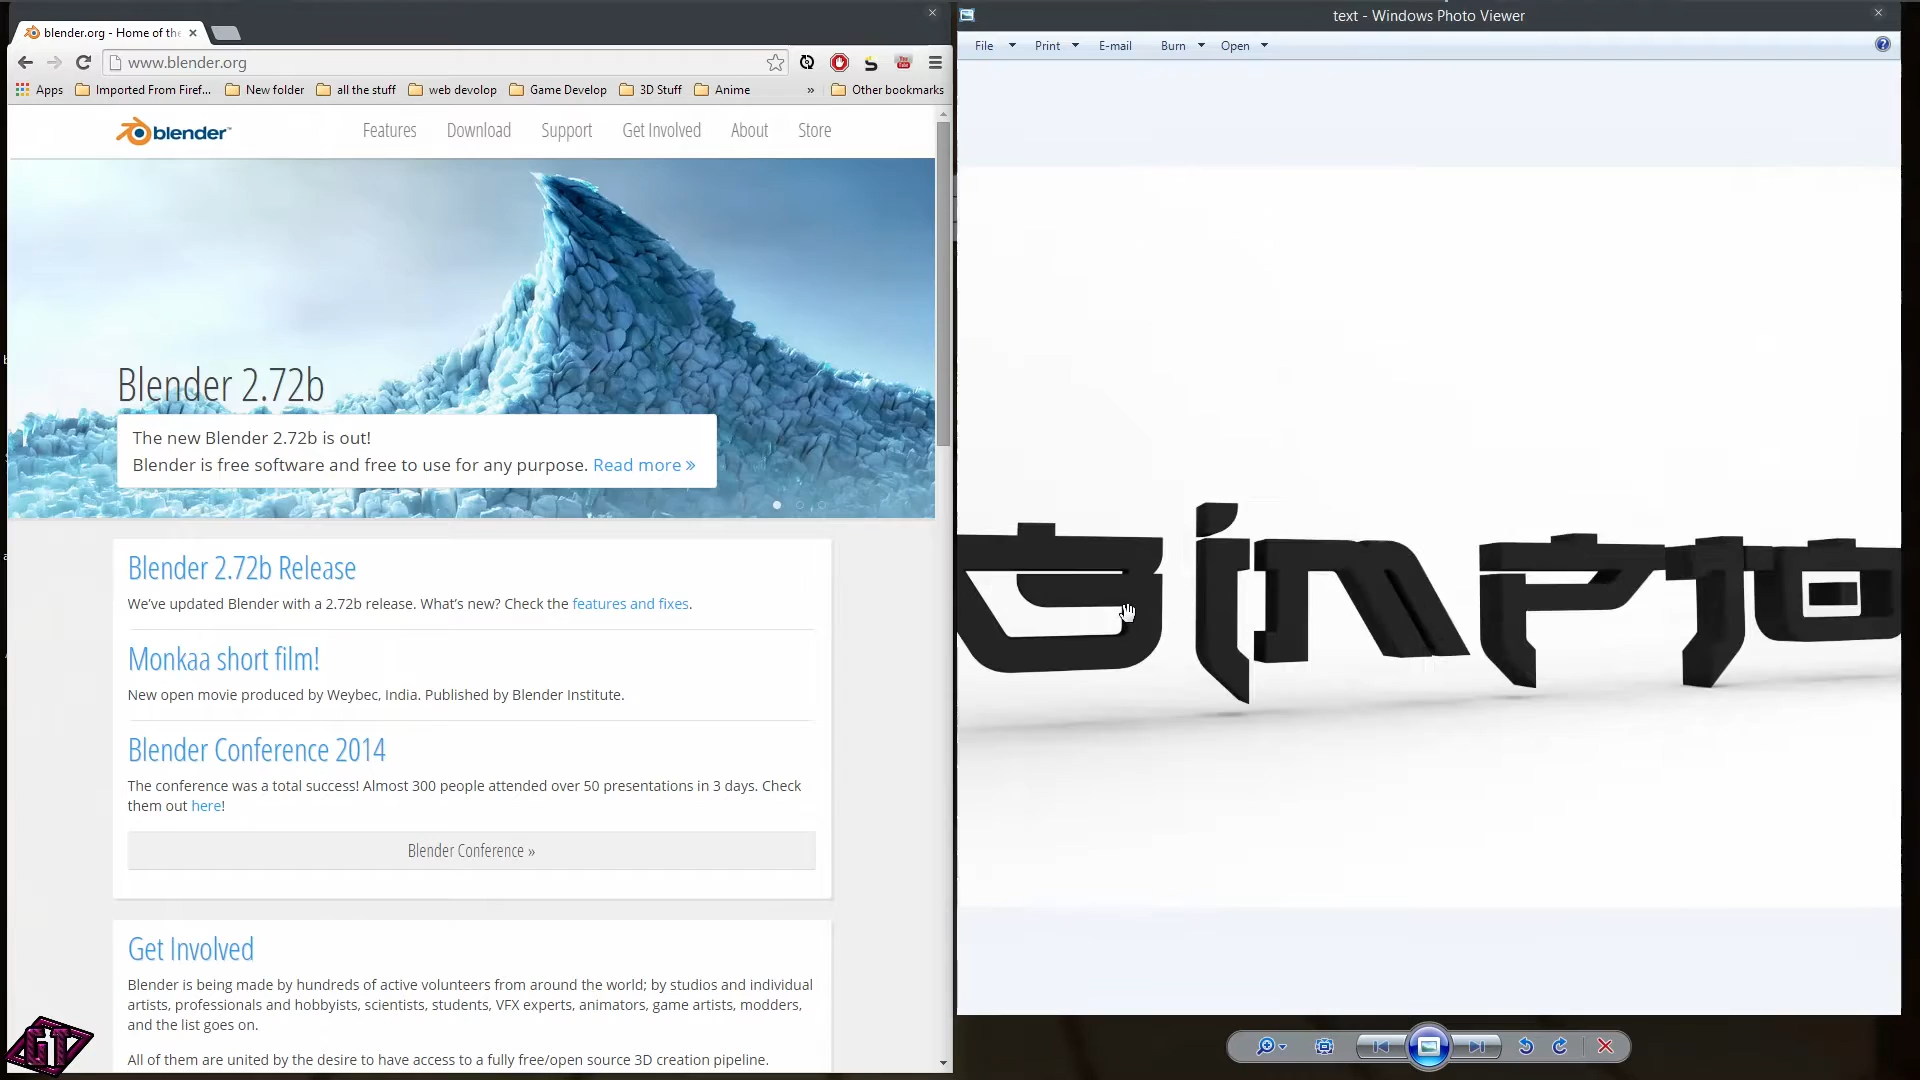 blender.org - Home of the
www.blender.org
Apps
Imported From Firef...
New folder
all the stuff
web devolop
Game Develop
3D Stuff
Anime
»
Other bookmarks
blender™
Features
Download
Support
Get Involved
About
Store
Blender 2.72b
The new Blender 2.72b is out!
Blender is free software and free to use for any purpose. Read more »
Blender 2.72b Release
We've updated Blender with a 2.72b release. What's new? Check the features and fixes.
Monkaa short film!
New open movie produced by Weybec, India. Published by Blender Institute.
Blender Conference 2014
The conference was a total success! Almost 300 people attended over 50 presentations in 3 days. Check
them out here!
Blender Conference »
Get Involved
Blender is being made by hundreds of active volunteers from around the world; by studios and individual
artists, professionals and hobbyists, scientists, students, VFX experts, animators, game artists, modders,
and the list goes on.
All of them are united by the desire to have access to a fully free/open source 3D creation pipeline.
GT
text - Windows Photo Viewer
File
Print
E-mail
Burn
Open